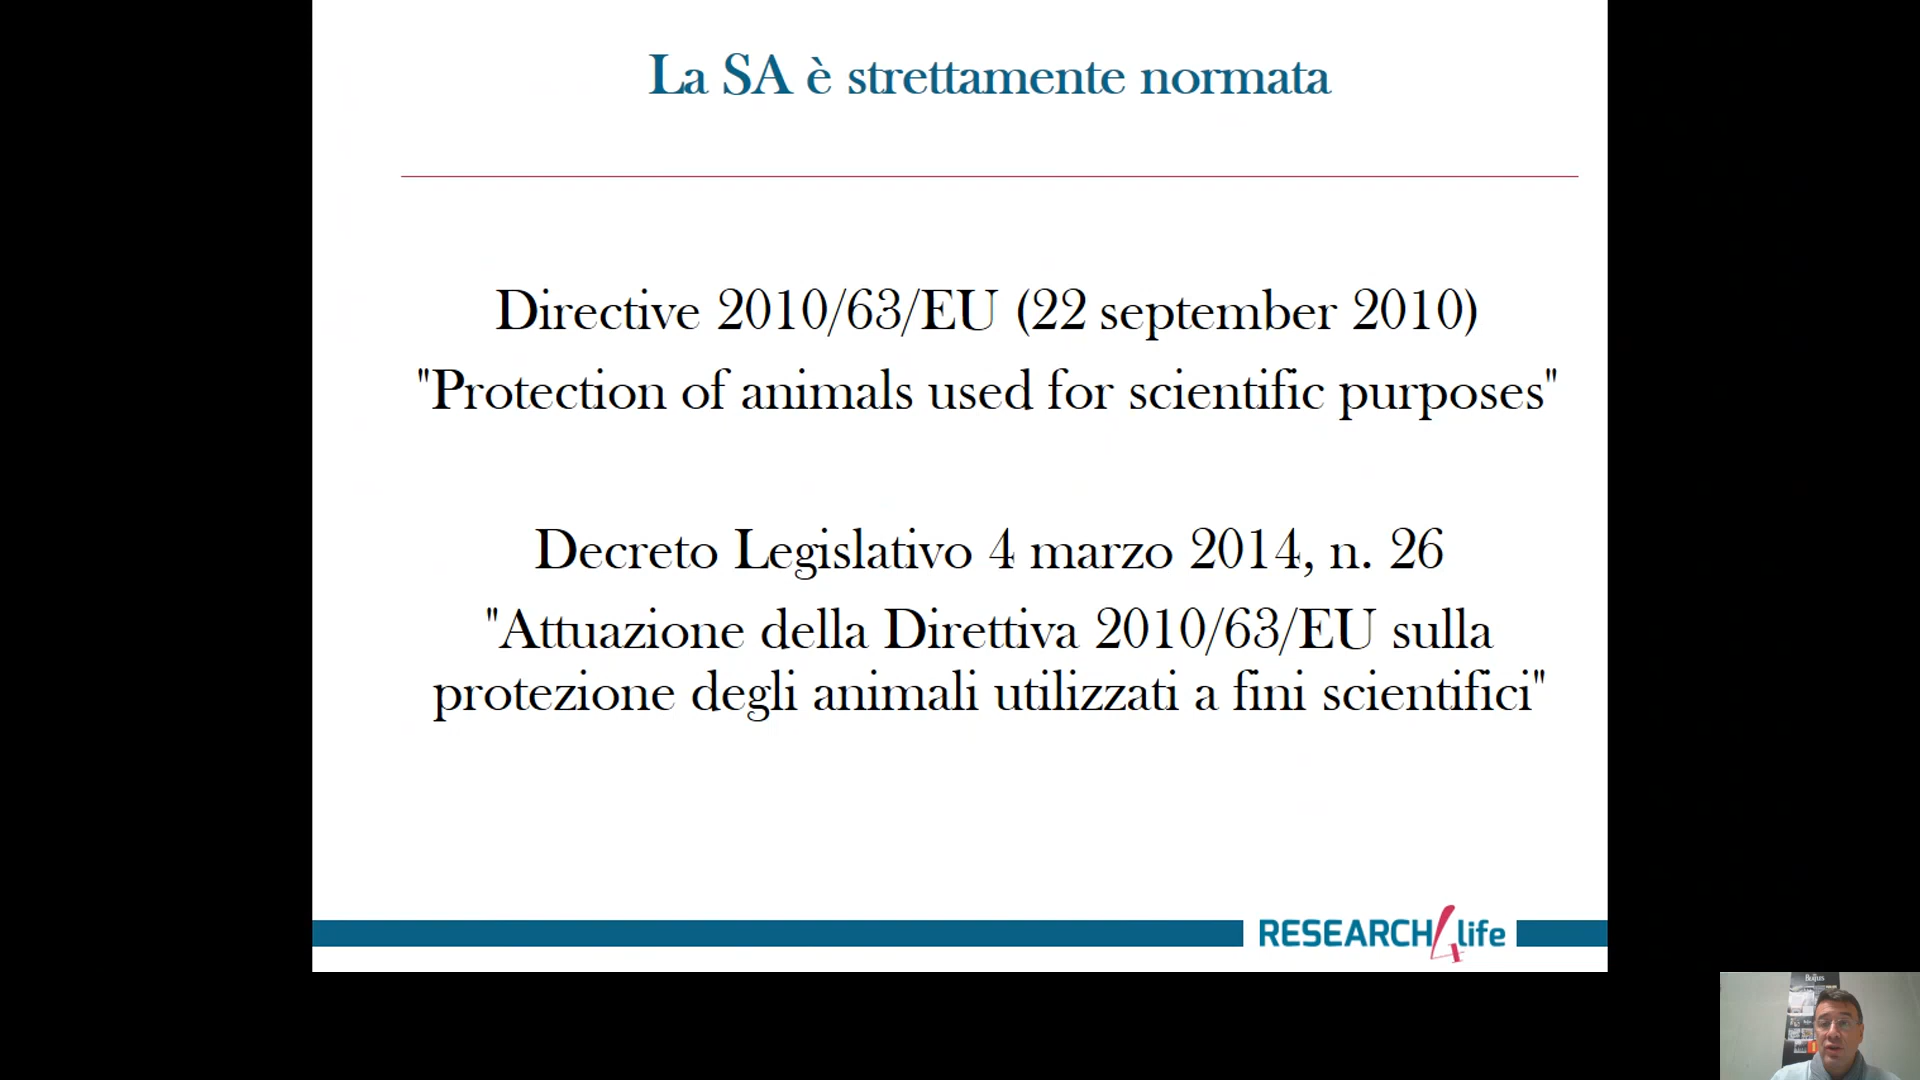 La SA è strettamente normata
Directive 2010/63/EU (22 september 2010)
"Protection of animals used for scientific purposes"
Decreto Legislativo 4 marzo 2014, n. 26
"Attuazione della Direttiva 2010/63/EU sulla
protezione degli animali utilizzati a fini scientifici"
RESEARCH4life